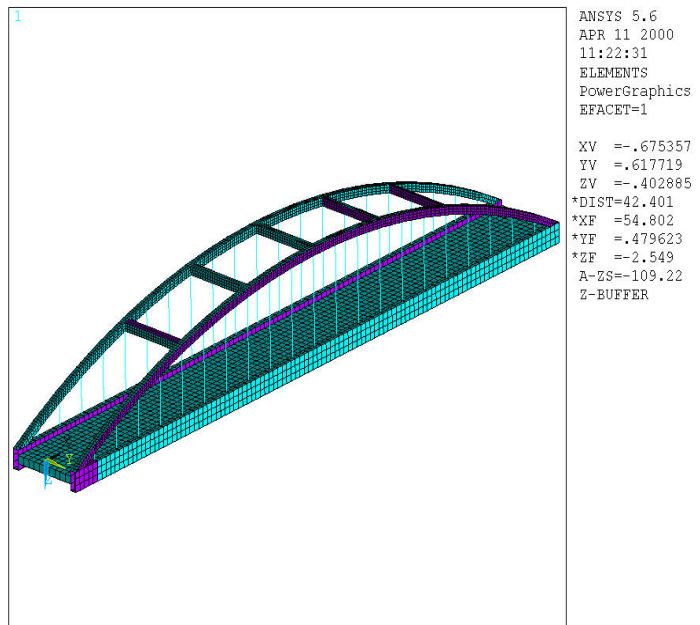 1
ANSYS 5.6
APR 11 2000
11:22:31
ELEMENTS
PowerGraphics
EFACET=1
XV  =-.675357
YV  =.617719
ZV  =-.402885
*DIST=42.401
*XF  =54.802
*YF  =.479623
*ZF  =-2.549
A-ZS=-109.22
Z-BUFFER
Y
Z